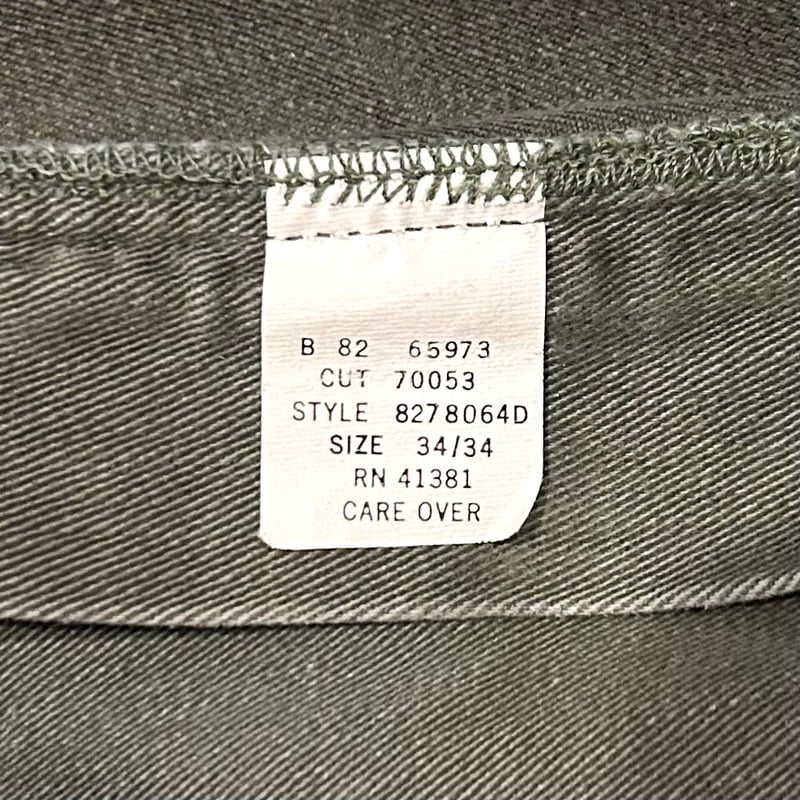 B 82 65973
CUT 70053
STYLE 8278064D
SIZE 34/34
RN 41381
CARE OVER